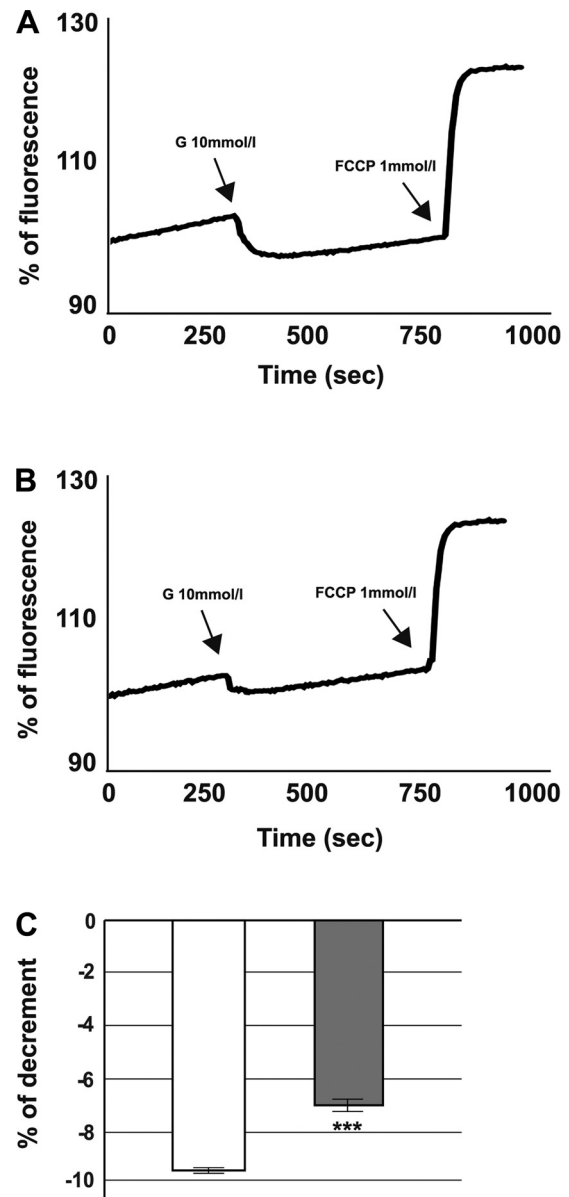 A
130
110
90
% of fluorescence
G 10mmol/l
FCCP 1mmol/l
0 250 500 750 1000
Time (sec)
B
130
110
90
% of fluorescence
G 10mmol/l
FCCP 1mmol/l
0 250 500 750 1000
Time (sec)
C
0
-2
-4
-6
-8
-10
% of decrement
***